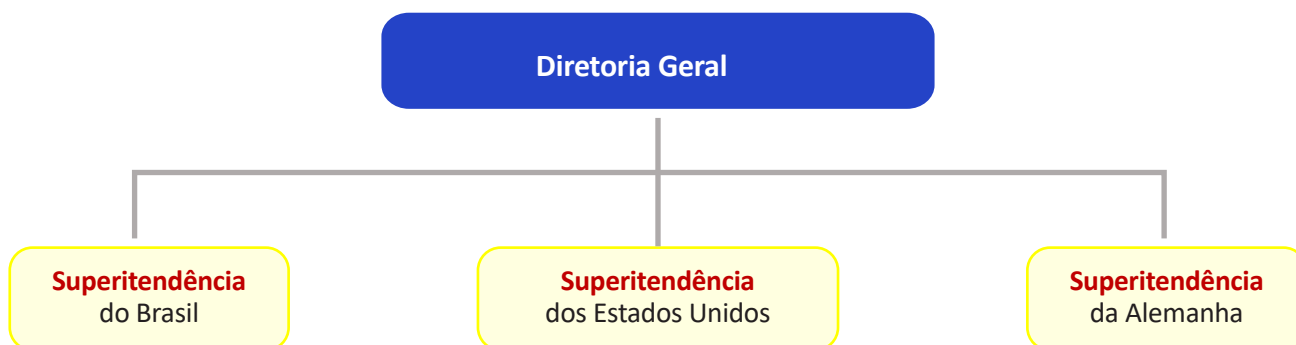 Diretoria Geral
Superitendência
do Brasil
Superitendência
dos Estados Unidos
Superitendência
da Alemanha